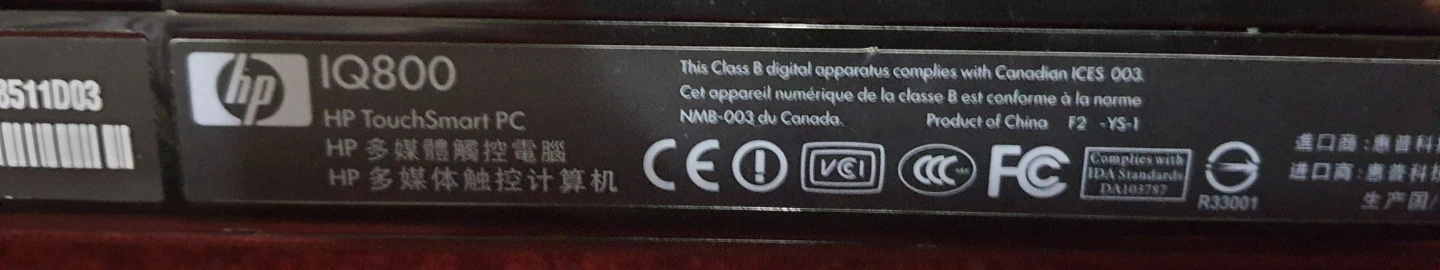 8511D03
hp
IQ800
HP TouchSmart PC
HP 多媒體觸控電腦
HP 多媒体触控计算机
This Class B digital apparatus complies with Canadian ICES 003.
Cet appareil numérique de la classe B est conforme à la norme
NMB-003 du Canada. Product of China F2 -YS-1
CE
VCI
CCC
FC
Complies with
IDA Standards
DA103787
R33001
進口商:惠普科
进口商:惠普科技
生产国/